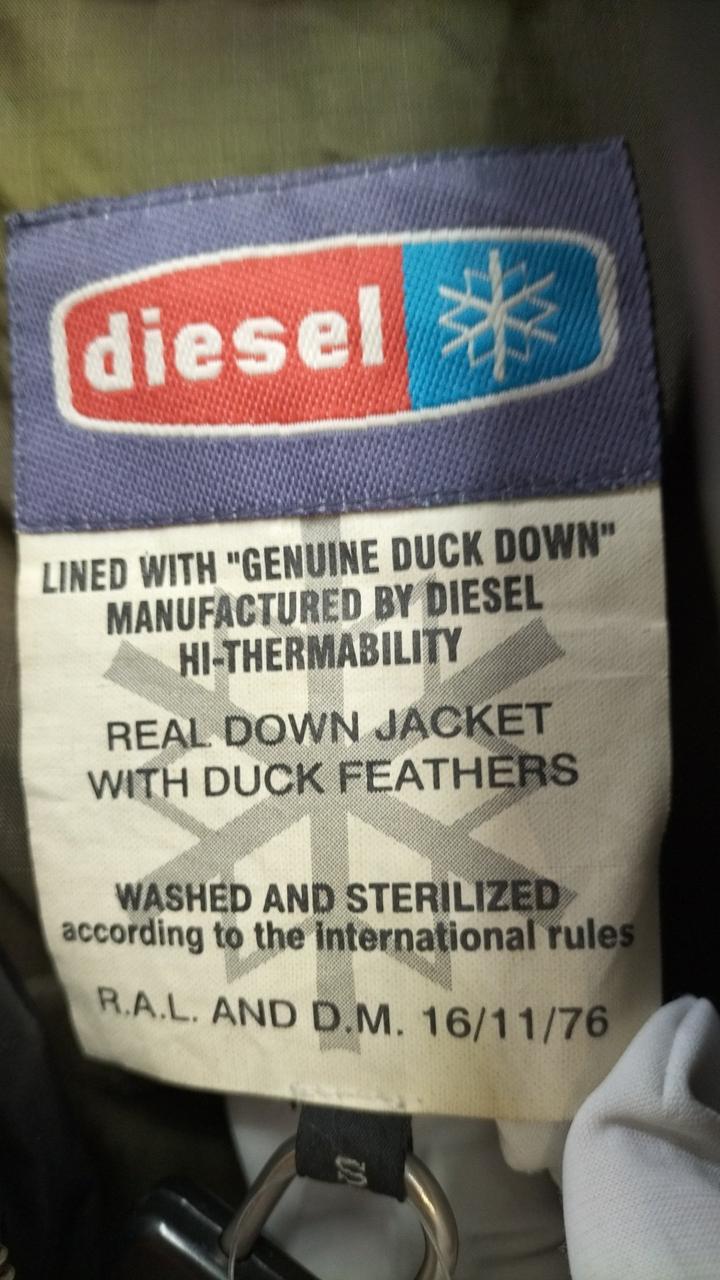 diesel
LINED WITH "GENUINE DUCK DOWN"
MANUFACTURED BY DIESEL
HI-THERMABILITY
REAL DOWN JACKET
WITH DUCK FEATHERS
WASHED AND STERILIZED
according to the international rules
R.A.L. AND D.M. 16/11/76